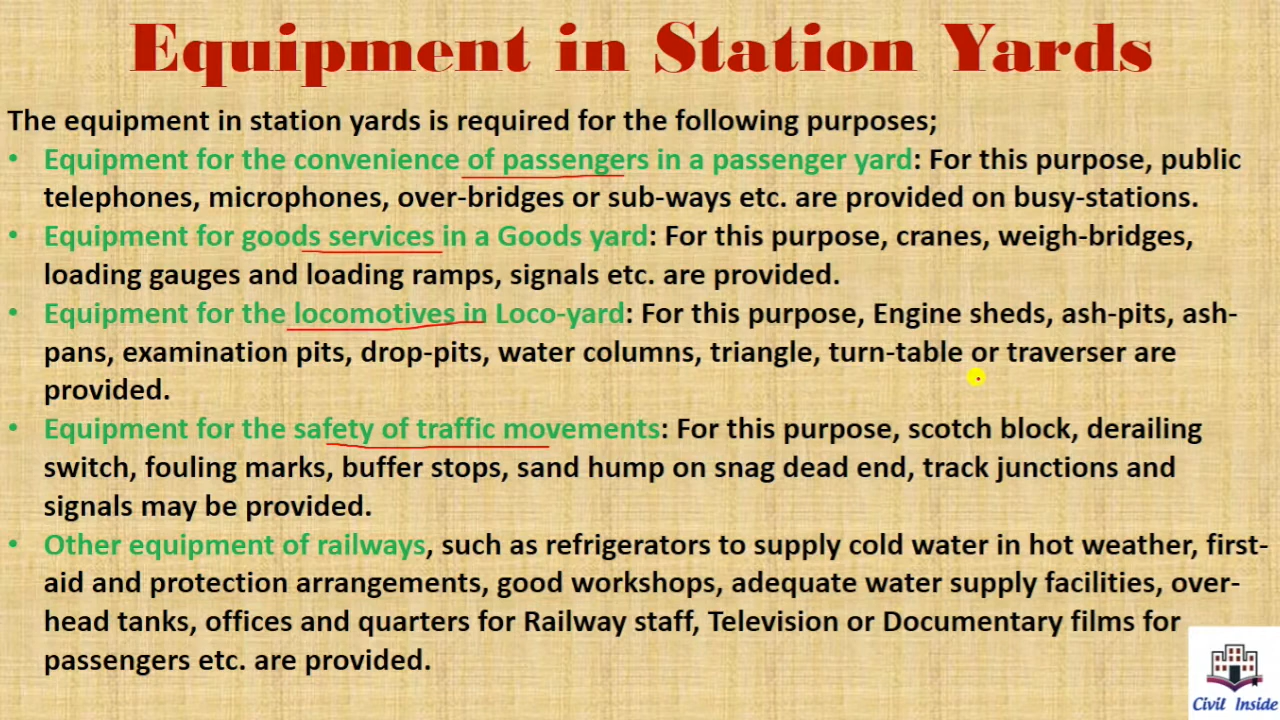 Equipment in Station Yards
The equipment in station yards is required for the following purposes;
• Equipment for the convenience of passengers in a passenger yard: For this purpose, public
telephones, microphones, over-bridges or sub-ways etc. are provided on busy-stations.
• Equipment for goods services in a Goods yard: For this purpose, cranes, weigh-bridges,
loading gauges and loading ramps, signals etc. are provided.
• Equipment for the locomotives in Loco-yard: For this purpose, Engine sheds, ash-pits, ash-
pans, examination pits, drop-pits, water columns, triangle, turn-table or traverser are
provided.
• Equipment for the safety of traffic movements: For this purpose, scotch block, derailing
switch, fouling marks, buffer stops, sand hump on snag dead end, track junctions and
signals may be provided.
• Other equipment of railways, such as refrigerators to supply cold water in hot weather, first-
aid and protection arrangements, good workshops, adequate water supply facilities, over-
head tanks, offices and quarters for Railway staff, Television or Documentary films for
passengers etc. are provided.
Civil Inside